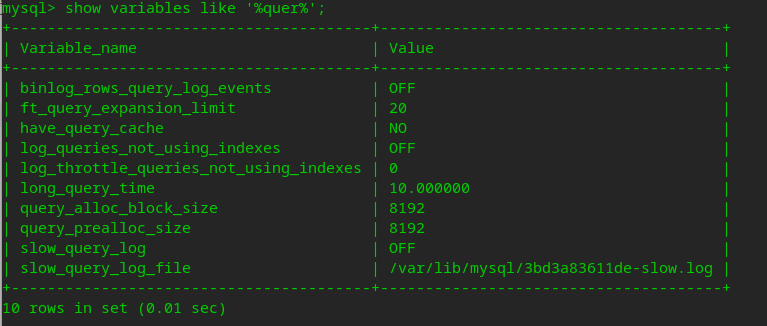 mysql> show variables like '%quer%';
+----------------------------------------+--------------------------------------+
| Variable_name                          | Value                                |
+----------------------------------------+--------------------------------------+
| binlog_rows_query_log_events           | OFF                                  |
| ft_query_expansion_limit               | 20                                   |
| have_query_cache                       | NO                                   |
| log_queries_not_using_indexes          | OFF                                  |
| log_throttle_queries_not_using_indexes | 0                                    |
| long_query_time                        | 10.000000                            |
| query_alloc_block_size                 | 8192                                 |
| query_prealloc_size                    | 8192                                 |
| slow_query_log                         | OFF                                  |
| slow_query_log_file                    | /var/lib/mysql/3bd3a83611de-slow.log |
+----------------------------------------+--------------------------------------+
10 rows in set (0.01 sec)